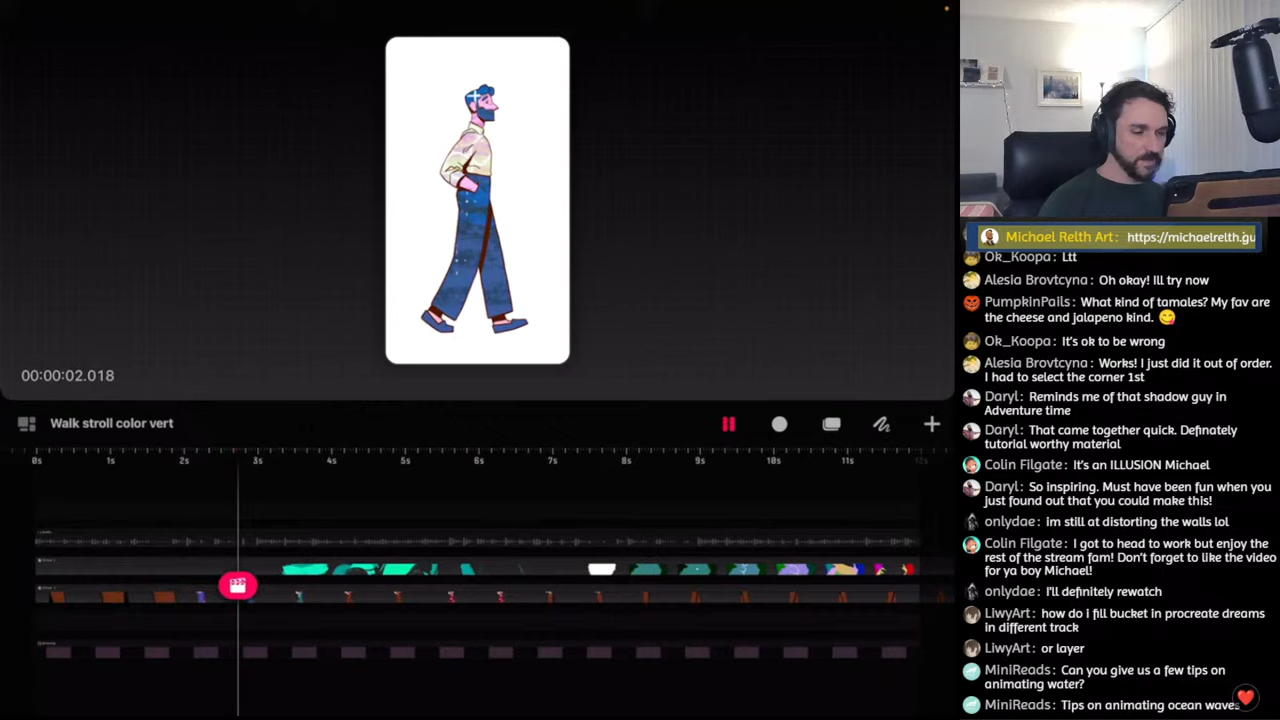 00:00:02.018
Walk stroll color vert
0s 1s 2s 3s 4s 5s 6s 7s 8s 9s 10s 11s 12s
Michael Relth Art: https://michaelrelth.gu
Ok_Koopa: Ltt
Alesia Brovtcyna: Oh okay! Ill try now
PumpkinPails: What kind of tamales? My fav are
the cheese and jalapeno kind. 😋
Ok_Koopa: It's ok to be wrong
Alesia Brovtcyna: Works! I just did it out of order.
I had to select the corner 1st
Daryl: Reminds me of that shadow guy in
Adventure time
Daryl: That came together quick. Definately
tutorial worthy material
Colin Filgate: It's an ILLUSION Michael
Daryl: So inspiring. Must have been fun when you
just found out that you could make this!
onlydae: im still at distorting the walls lol
Colin Filgate: I got to head to work but enjoy the
rest of the stream fam! Don't forget to like the video
for ya boy Michael!
onlydae: I'll definitely rewatch
LiwyArt: how do i fill bucket in procreate dreams
in different track
LiwyArt: or layer
MiniReads: Can you give us a few tips on
animating water?
MiniReads: Tips on animating ocean waves